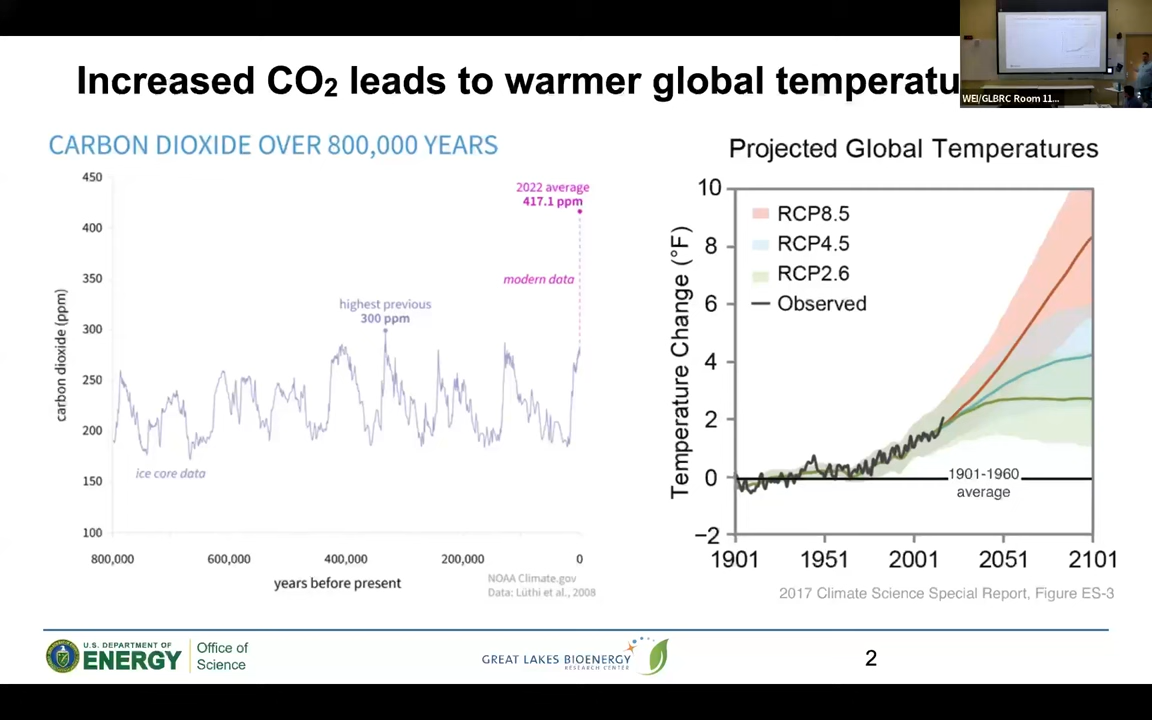 Increased CO₂ leads to warmer global temperatu
WEI/GLBRC Room 11...
CARBON DIOXIDE OVER 800,000 YEARS
450
400
350
300
250
200
150
100
carbon dioxide (ppm)
2022 average
417.1 ppm
modern data
highest previous
300 ppm
ice core data
800,000
600,000
400,000
200,000
0
years before present
NOAA Climate.gov
Data: Lüthi et al., 2008
Projected Global Temperatures
10
8
6
4
2
0
−2
Temperature Change (°F)
RCP8.5
RCP4.5
RCP2.6
Observed
1901-1960
average
1901
1951
2001
2051
2101
2017 Climate Science Special Report, Figure ES-3
U.S. DEPARTMENT OF
ENERGY
Office of
Science
GREAT LAKES BIOENERGY
RESEARCH CENTER
2